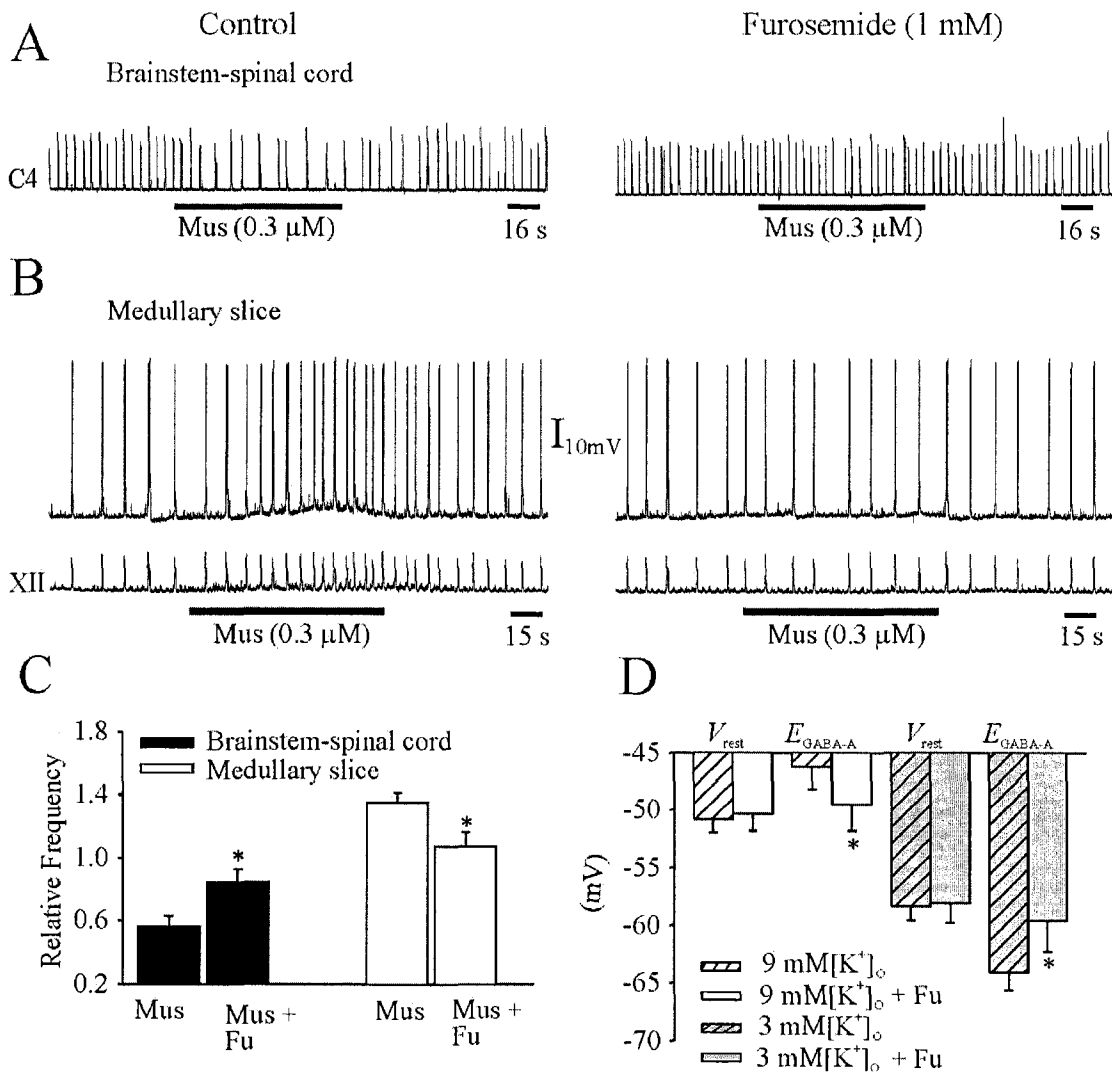 A
Control
Furosemide (1 mM)
Brainstem-spinal cord
C4
Mus (0.3 µM)
16 s
Mus (0.3 µM)
16 s
B
Medullary slice
I10mV
XII
Mus (0.3 µM)
15 s
Mus (0.3 µM)
15 s
C
Relative Frequency
1.8
1.4
1.0
0.6
0.2
Brainstem-spinal cord
Medullary slice
*
*
Mus
Mus +
Fu
Mus
Mus +
Fu
D
Vrest
EGABA-A
Vrest
EGABA-A
(mV)
-45
-50
-55
-60
-65
-70
*
*
9 mM[K+]o
9 mM[K+]o + Fu
3 mM[K+]o
3 mM[K+]o + Fu